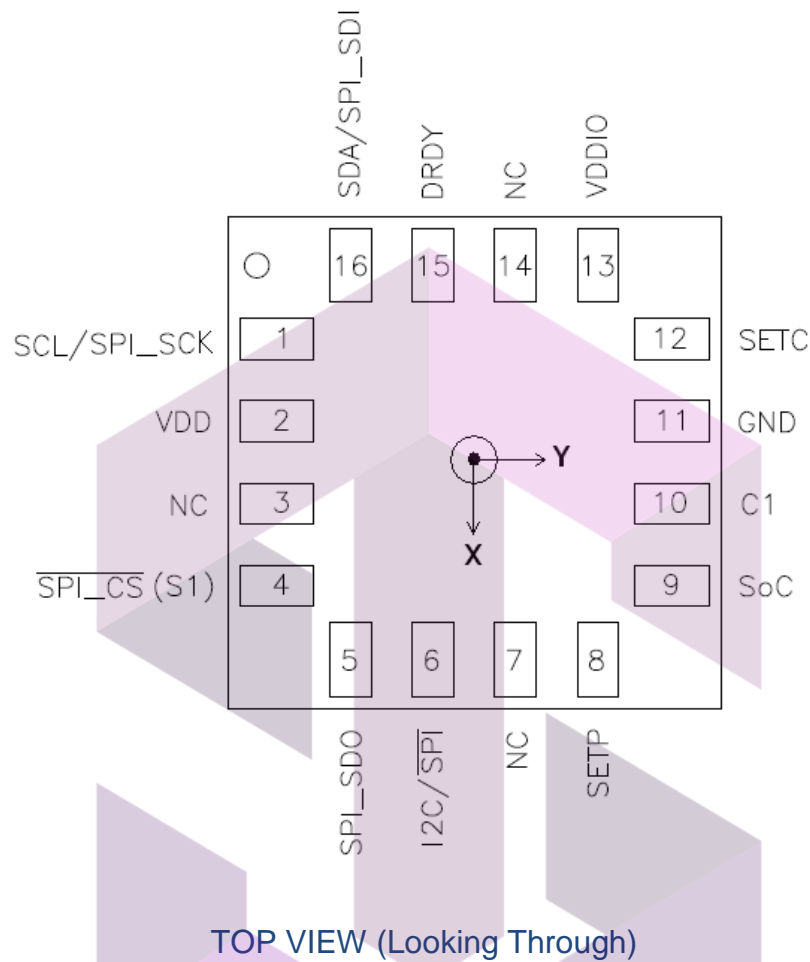 SDA/SPI_SDI
DRDY
NC
VDDIO
16
15
14
13
SCL/SPI_SCK
1
12
SETC
VDD
2
11
GND
Y
NC
3
10
C1
X
SPI_CS (S1)
4
9
SoC
5
6
7
8
SPI_SDO
I2C/SPI
NC
SETP
TOP VIEW (Looking Through)